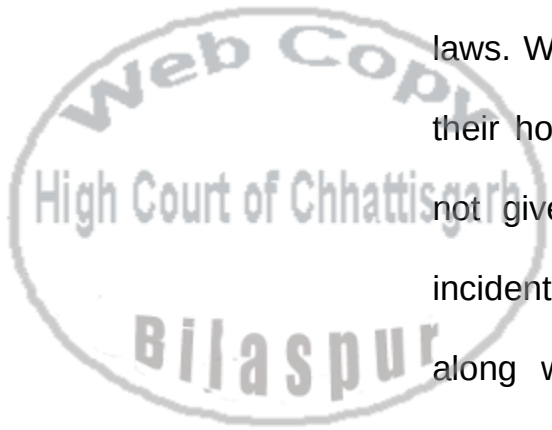 Web Copy
High Court of Chhattisgarh
Bilaspur
laws. W
their ho
not give
incident
along w